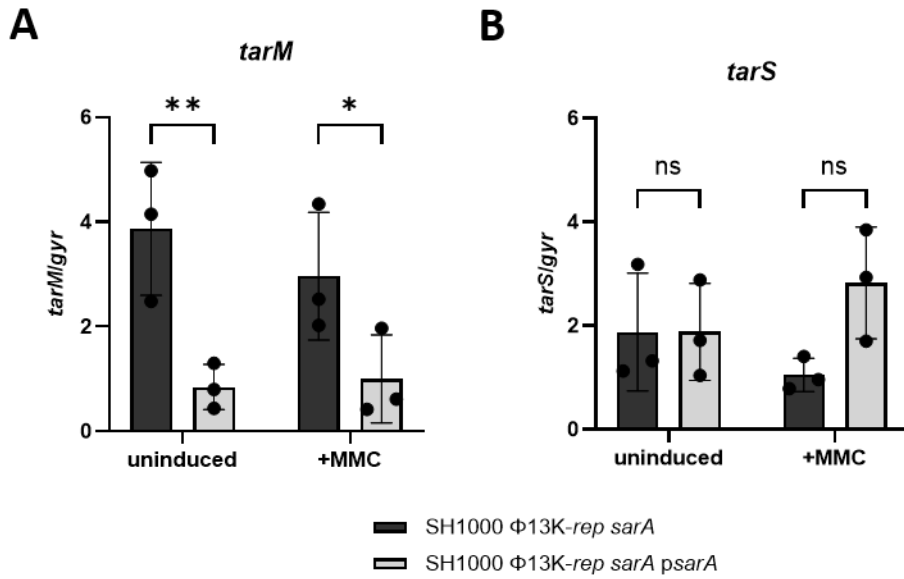 A
tarM
** *
6
4
2
0
tarM/gyr
uninduced +MMC
B
tarS
ns ns
6
4
2
0
tarS/gyr
uninduced +MMC
SH1000 Φ13K-rep sarA
SH1000 Φ13K-rep sarA psarA